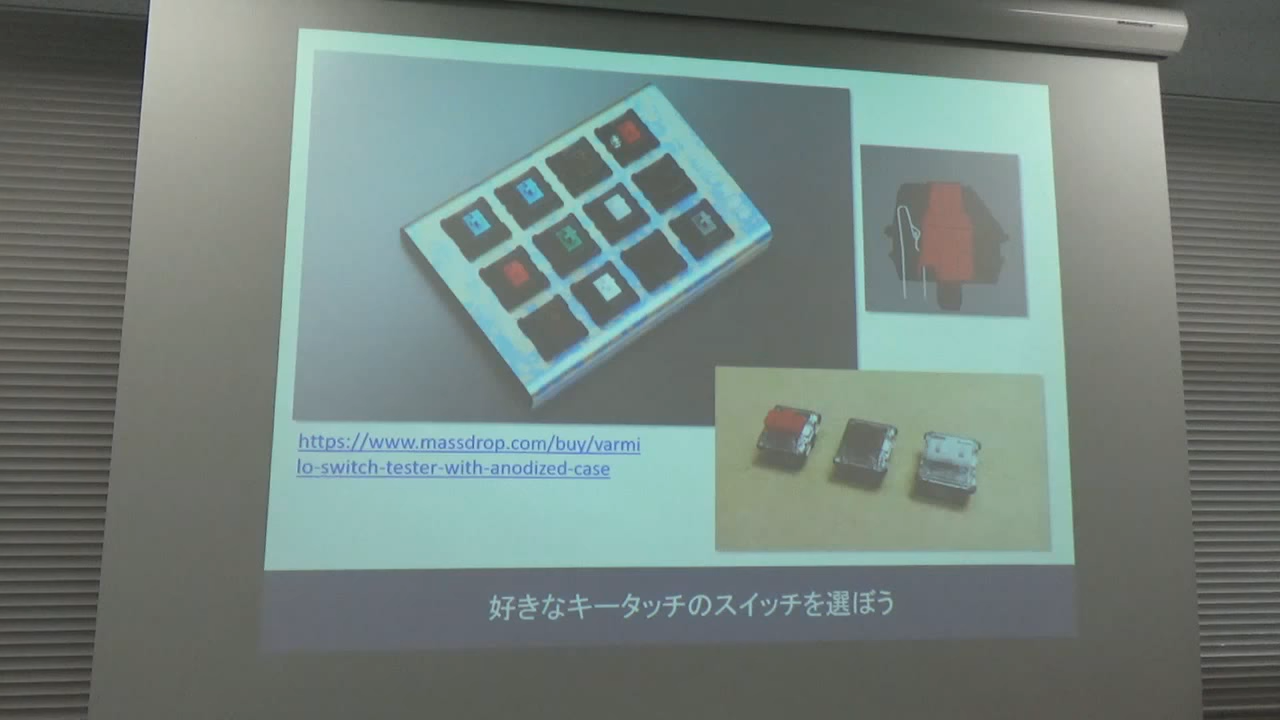 https://www.massdrop.com/buy/varmi
lo-switch-tester-with-anodized-case
好きなキータッチのスイッチを選ぼう